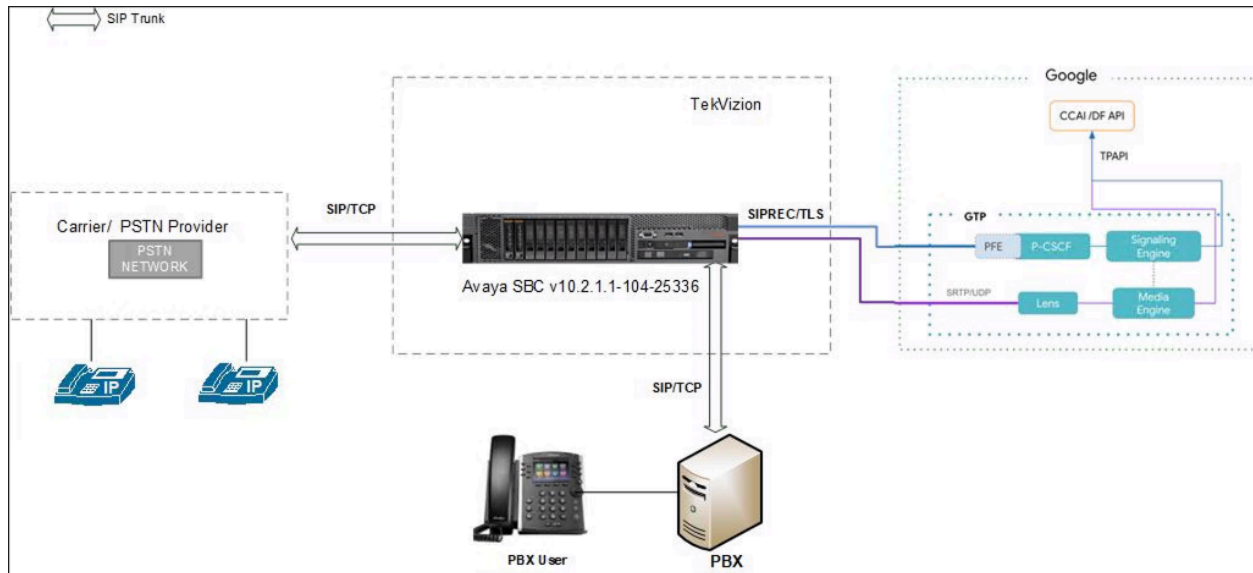 SIP Trunk
Google
TekVizion
CCAI /DF API
TPAPI
Carrier/ PSTN Provider
PSTN
NETWORK
SIP/TCP
SIPREC/TLS
GTP
PFE
P-CSCF
Signaling
Engine
Avaya SBC v10.2.1.1-104-25336
SRTP/UDP
Lens
Media
Engine
IP
IP
SIP/TCP
PBX User
PBX